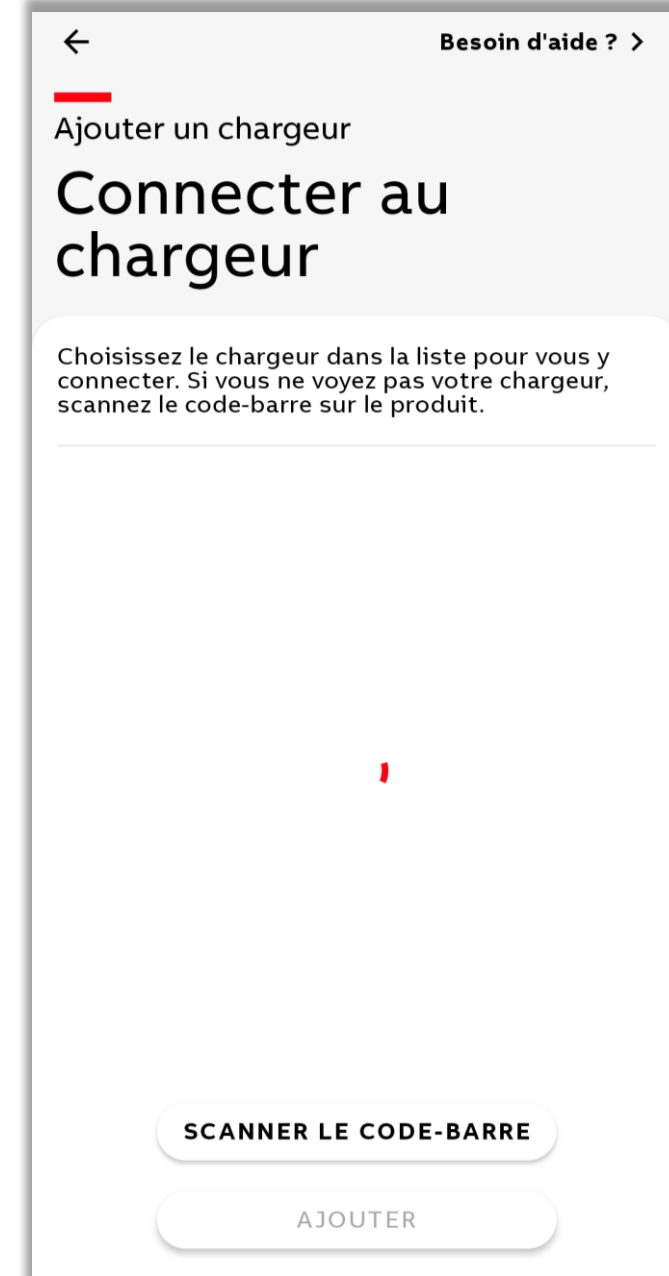 Besoin d'aide ?
Ajouter un chargeur
Connecter au
chargeur
Choisissez le chargeur dans la liste pour vous y
connecter. Si vous ne voyez pas votre chargeur,
scannez le code-barre sur le produit.
SCANNER LE CODE-BARRE
AJOUTER